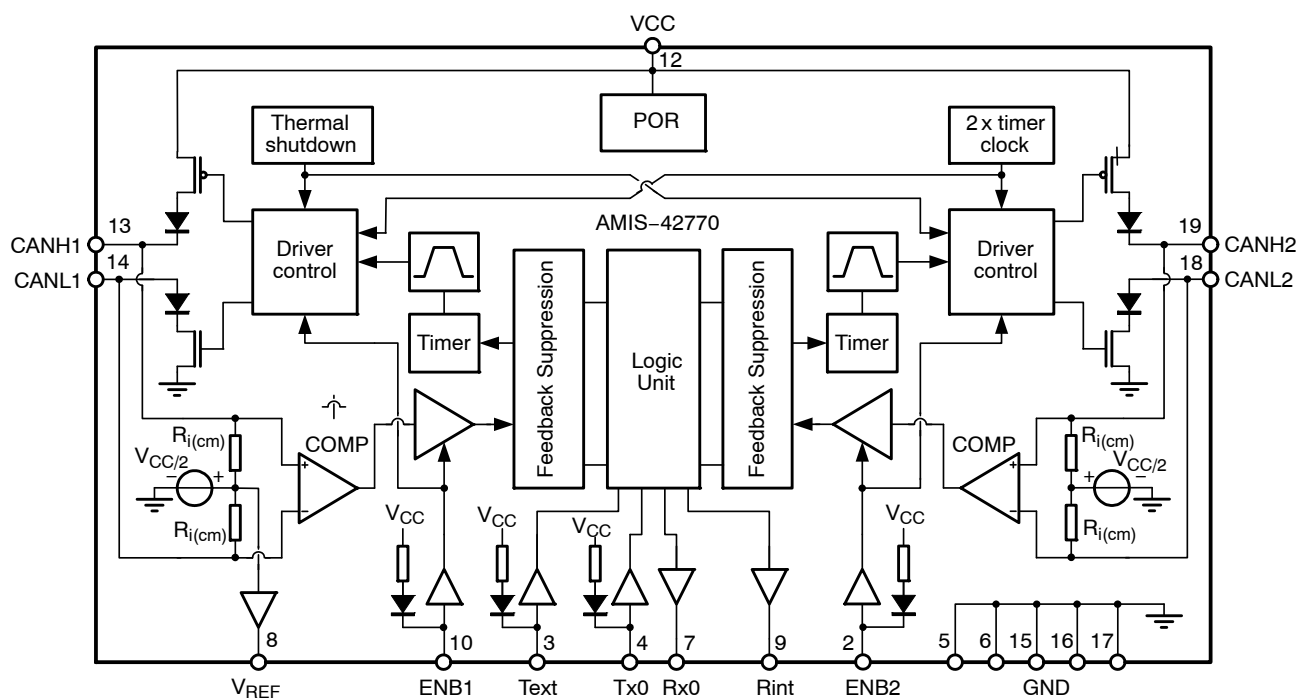 VCC
12
Thermal
shutdown
POR
2 x timer
clock
AMIS−42770
13
CANH1
14
CANL1
Driver
control
Timer
Feedback Suppression
Logic
Unit
Feedback Suppression
Timer
Driver
control
19
CANH2
18
CANL2
Ri(cm)
VCC/2
− +
Ri(cm)
COMP
+
−
COMP
+
−
Ri(cm)
VCC/2
+ −
Ri(cm)
VCC
VCC
VCC
VCC
8
10
3
4
7
9
2
5
6
15
16
17
VREF
ENB1
Text
Tx0
Rx0
Rint
ENB2
GND